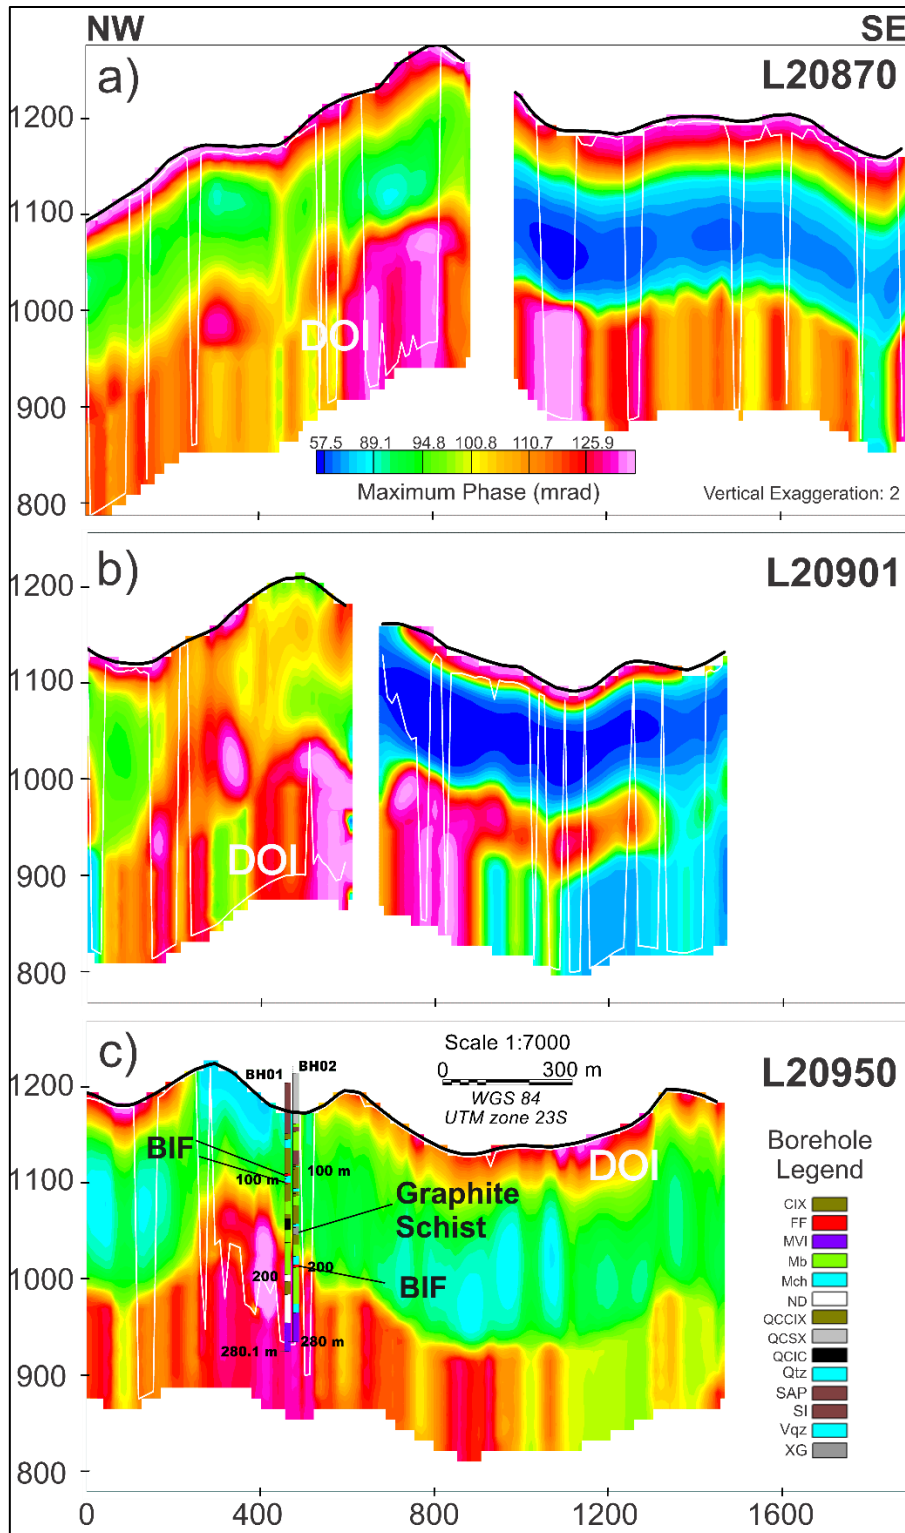 NW SE
a) L20870
1200
1100
1000
900
800
DOI
57.5 89.1 94.8 100.8 110.7 125.9
Maximum Phase (mrad)
Vertical Exaggeration: 2
b) L20901
1200
1100
1000
900
800
DOI
c) L20950
Scale 1:7000
0 300 m
WGS 84
UTM zone 23S
1200
1100
1000
900
800
BH01 BH02
BIF
100 m
100 m
Graphite
Schist
200
200
BIF
280.1 m
280 m
DOI
Borehole
Legend
CIX
FF
MVI
Mb
Mch
ND
QCCIX
QCSX
QCIC
Qtz
SAP
SI
Vqz
XG
0 400 800 1200 1600